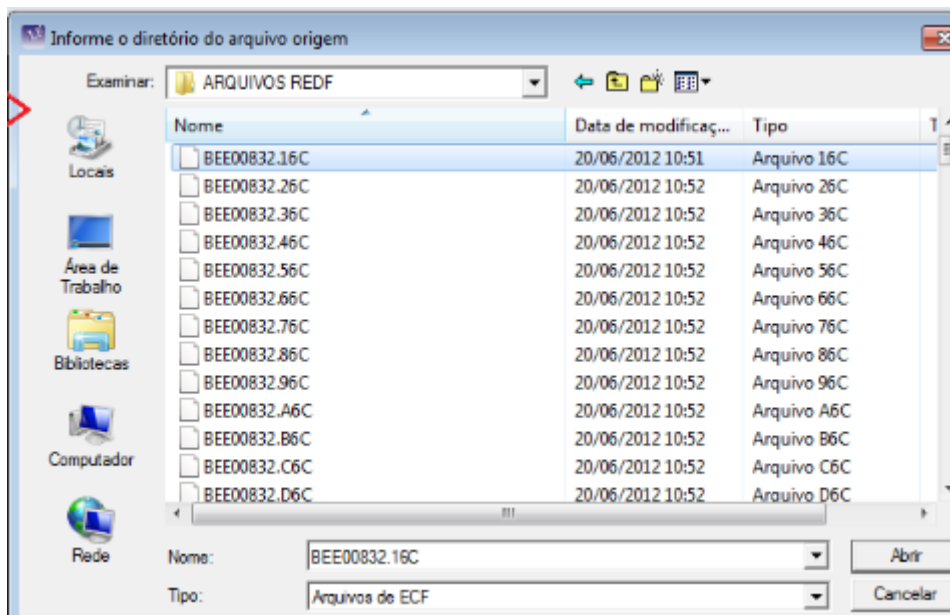 Informe o diretório do arquivo origem
Examinar: ARQUIVOS REDF
Nome Data de modificaç... Tipo T
BEE00832.16C 20/06/2012 10:51 Arquivo 16C
BEE00832.26C 20/06/2012 10:52 Arquivo 26C
BEE00832.36C 20/06/2012 10:52 Arquivo 36C
BEE00832.46C 20/06/2012 10:52 Arquivo 46C
BEE00832.56C 20/06/2012 10:52 Arquivo 56C
BEE00832.66C 20/06/2012 10:52 Arquivo 66C
BEE00832.76C 20/06/2012 10:52 Arquivo 76C
BEE00832.86C 20/06/2012 10:52 Arquivo 86C
BEE00832.96C 20/06/2012 10:52 Arquivo 96C
BEE00832.A6C 20/06/2012 10:52 Arquivo A6C
BEE00832.B6C 20/06/2012 10:52 Arquivo B6C
BEE00832.C6C 20/06/2012 10:52 Arquivo C6C
BEE00832.D6C 20/06/2012 10:52 Arquivo D6C
Locais
Área de
Trabalho
Bibliotecas
Computador
Rede
Nome: BEE00832.16C Abrir
Tipo: Arquivos de ECF Cancelar